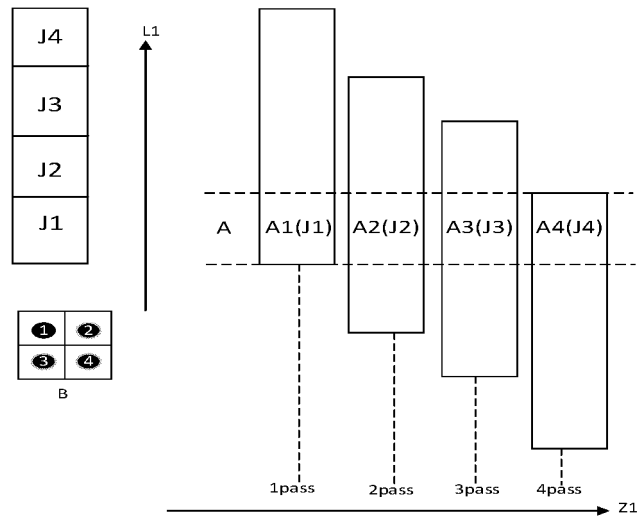 J4
J3
J2
J1
L1
A A1(J1) A2(J2) A3(J3) A4(J4)
1 2
3 4
B
1pass 2pass 3pass 4pass
Z1